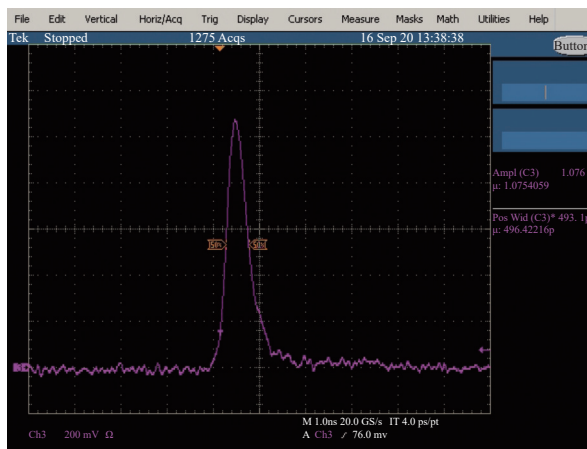 File Edit Vertical Horiz/Acq Trig Display Cursors Measure Masks Math Utilities Help
Tek Stopped 1275 Acqs 16 Sep 20 13:38:38
Button
Ampl (C3) 1.076
μ: 1.0754059
Pos Wid (C3)* 493. 1p
μ: 496.42216p
M 1.0ns 20.0 GS/s IT 4.0 ps/pt
Ch3 200 mV Ω A Ch3 / 76.0 mv